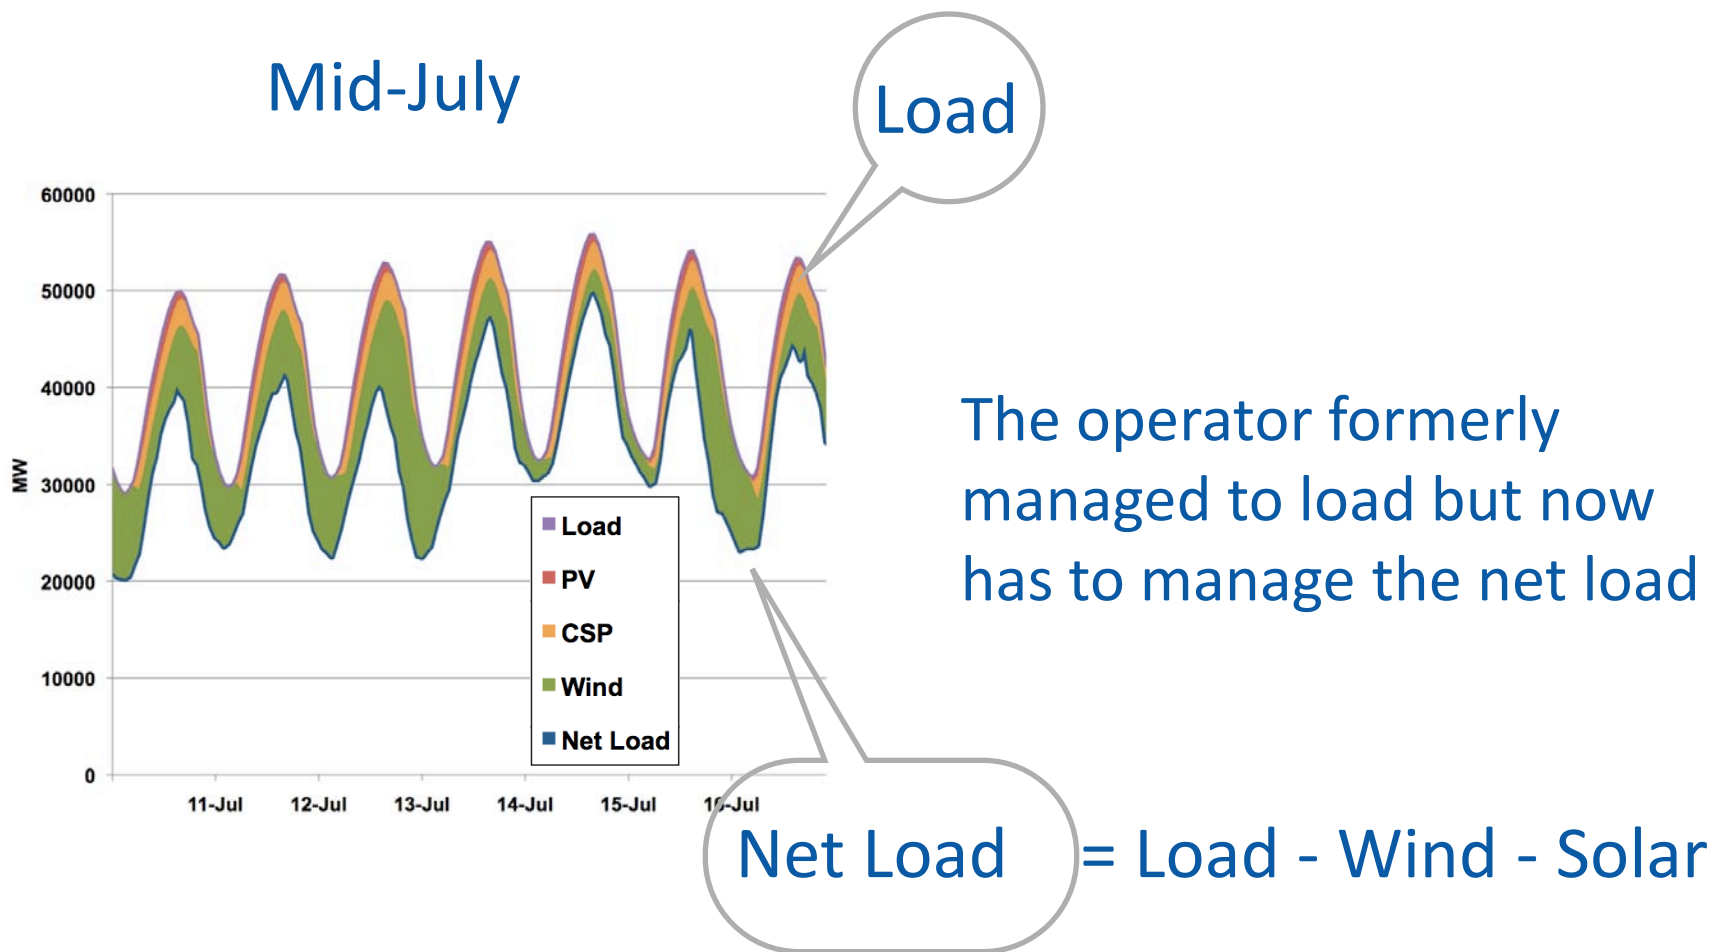 Mid-July
Load
60000
50000
40000
30000
20000
10000
0
MW
Load
PV
CSP
Wind
Net Load
11-Jul
12-Jul
13-Jul
14-Jul
15-Jul
16-Jul
The operator formerly
managed to load but now
has to manage the net load
Net Load = Load - Wind - Solar